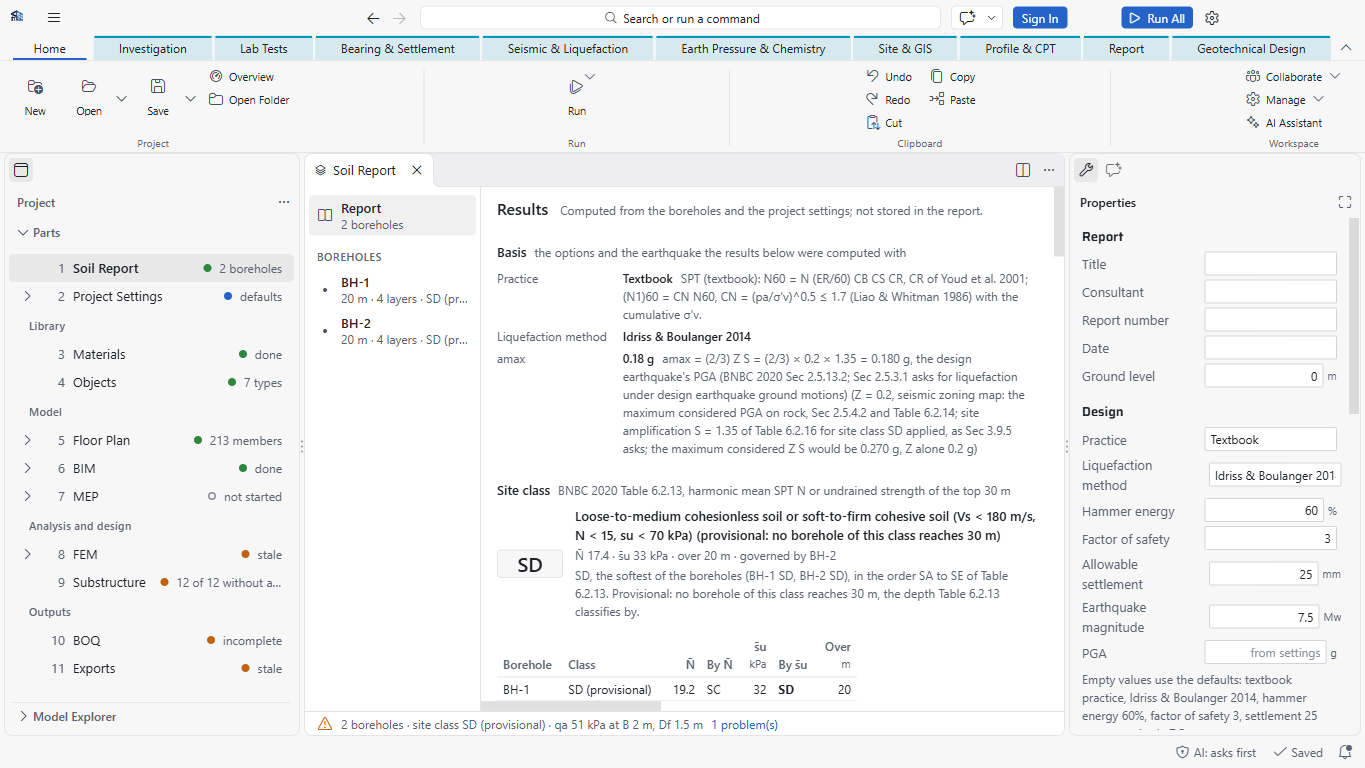 Search or run a command
Sign In
Run All
Home
Investigation
Lab Tests
Bearing & Settlement
Seismic & Liquefaction
Earth Pressure & Chemistry
Site & GIS
Profile & CPT
Report
Geotechnical Design
New
Open
Save
Overview
Open Folder
Project
Run
Run
Undo
Redo
Cut
Copy
Paste
Clipboard
Collaborate
Manage
AI Assistant
Workspace
Project
Parts
1 Soil Report 2 boreholes
2 Project Settings defaults
Library
3 Materials done
4 Objects 7 types
Model
5 Floor Plan 213 members
6 BIM done
7 MEP not started
Analysis and design
8 FEM stale
9 Substructure 12 of 12 without a...
Outputs
10 BOQ incomplete
11 Exports stale
Model Explorer
Soil Report
Report
2 boreholes
BOREHOLES
BH-1
20 m · 4 layers · SD (pr...
BH-2
20 m · 4 layers · SD (pr...
Results Computed from the boreholes and the project settings; not stored in the report.
Basis the options and the earthquake the results below were computed with
Practice Textbook SPT (textbook): N60 = N (ER/60) CB CS CR, CR of Youd et al. 2001;
(N1)60 = CN N60, CN = (pa/σ'v)^0.5 ≤ 1.7 (Liao & Whitman 1986) with the
cumulative σ'v.
Liquefaction method Idriss & Boulanger 2014
amax 0.18 g amax = (2/3) Z S = (2/3) × 0.2 × 1.35 = 0.180 g, the design
earthquake's PGA (BNBC 2020 Sec 2.5.13.2; Sec 2.5.3.1 asks for liquefaction
under design earthquake ground motions) (Z = 0.2, seismic zoning map: the
maximum considered PGA on rock, Sec 2.5.4.2 and Table 6.2.14; site
amplification S = 1.35 of Table 6.2.16 for site class SD applied, as Sec 3.9.5
asks; the maximum considered Z S would be 0.270 g, Z alone 0.2 g)
Site class BNBC 2020 Table 6.2.13, harmonic mean SPT N or undrained strength of the top 30 m
SD
Loose-to-medium cohesionless soil or soft-to-firm cohesive soil (Vs < 180 m/s,
N < 15, su < 70 kPa) (provisional: no borehole of this class reaches 30 m)
N̄ 17.4 · s̄u 33 kPa · over 20 m · governed by BH-2
SD, the softest of the boreholes (BH-1 SD, BH-2 SD), in the order SA to SE of Table
6.2.13. Provisional: no borehole of this class reaches 30 m, the depth Table 6.2.13
classifies by.
Borehole Class N̄ By N̄ s̄u kPa By s̄u Over m
BH-1 SD (provisional) 19.2 SC 32 SD 20
2 boreholes · site class SD (provisional) · qa 51 kPa at B 2 m, Df 1.5 m 1 problem(s)
Properties
Report
Title
Consultant
Report number
Date
Ground level 0 m
Design
Practice Textbook
Liquefaction
method Idriss & Boulanger 201
Hammer energy 60 %
Factor of safety 3
Allowable
settlement 25 mm
Earthquake
magnitude 7.5 Mw
PGA from settings g
Empty values use the defaults: textbook
practice, Idriss & Boulanger 2014, hammer
energy 60%, factor of safety 3, settlement 25
AI: asks first
Saved